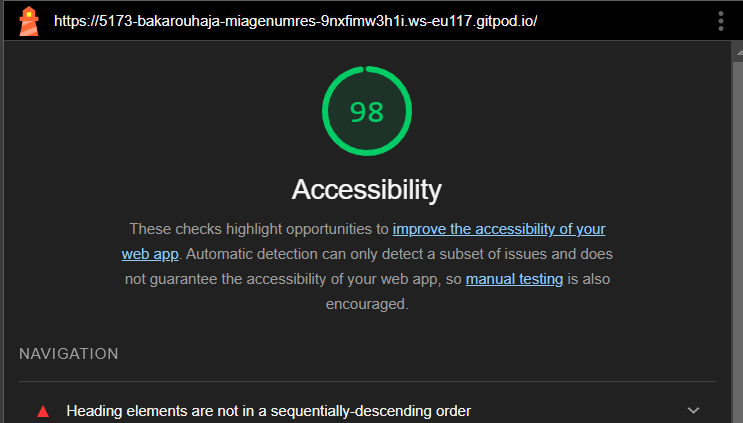 https://5173-bakarouhaja-miagenumres-9nxfimw3h1i.ws-eu117.gitpod.io/
98
Accessibility
These checks highlight opportunities to improve the accessibility of your
web app. Automatic detection can only detect a subset of issues and does
not guarantee the accessibility of your web app, so manual testing is also
encouraged.
NAVIGATION
Heading elements are not in a sequentially-descending order